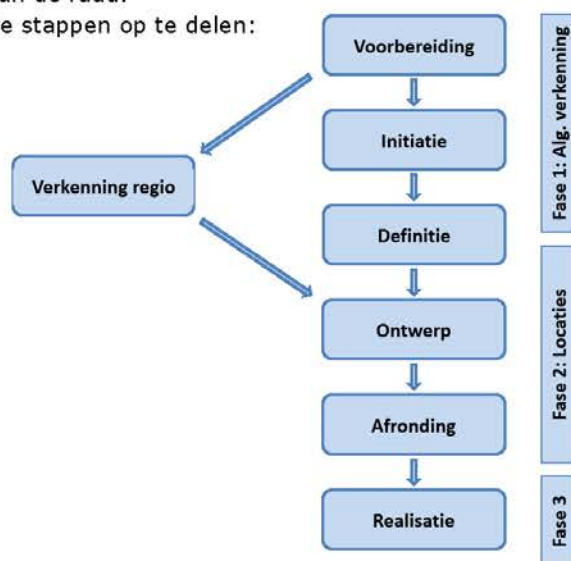 e stappen op te delen:
Voorbereiding
Initiatie
Verkenning regio
Definitie
Ontwerp
Afronding
Realisatie
Fase 1: Alg. verkenning
Fase 2: Locaties
Fase 3